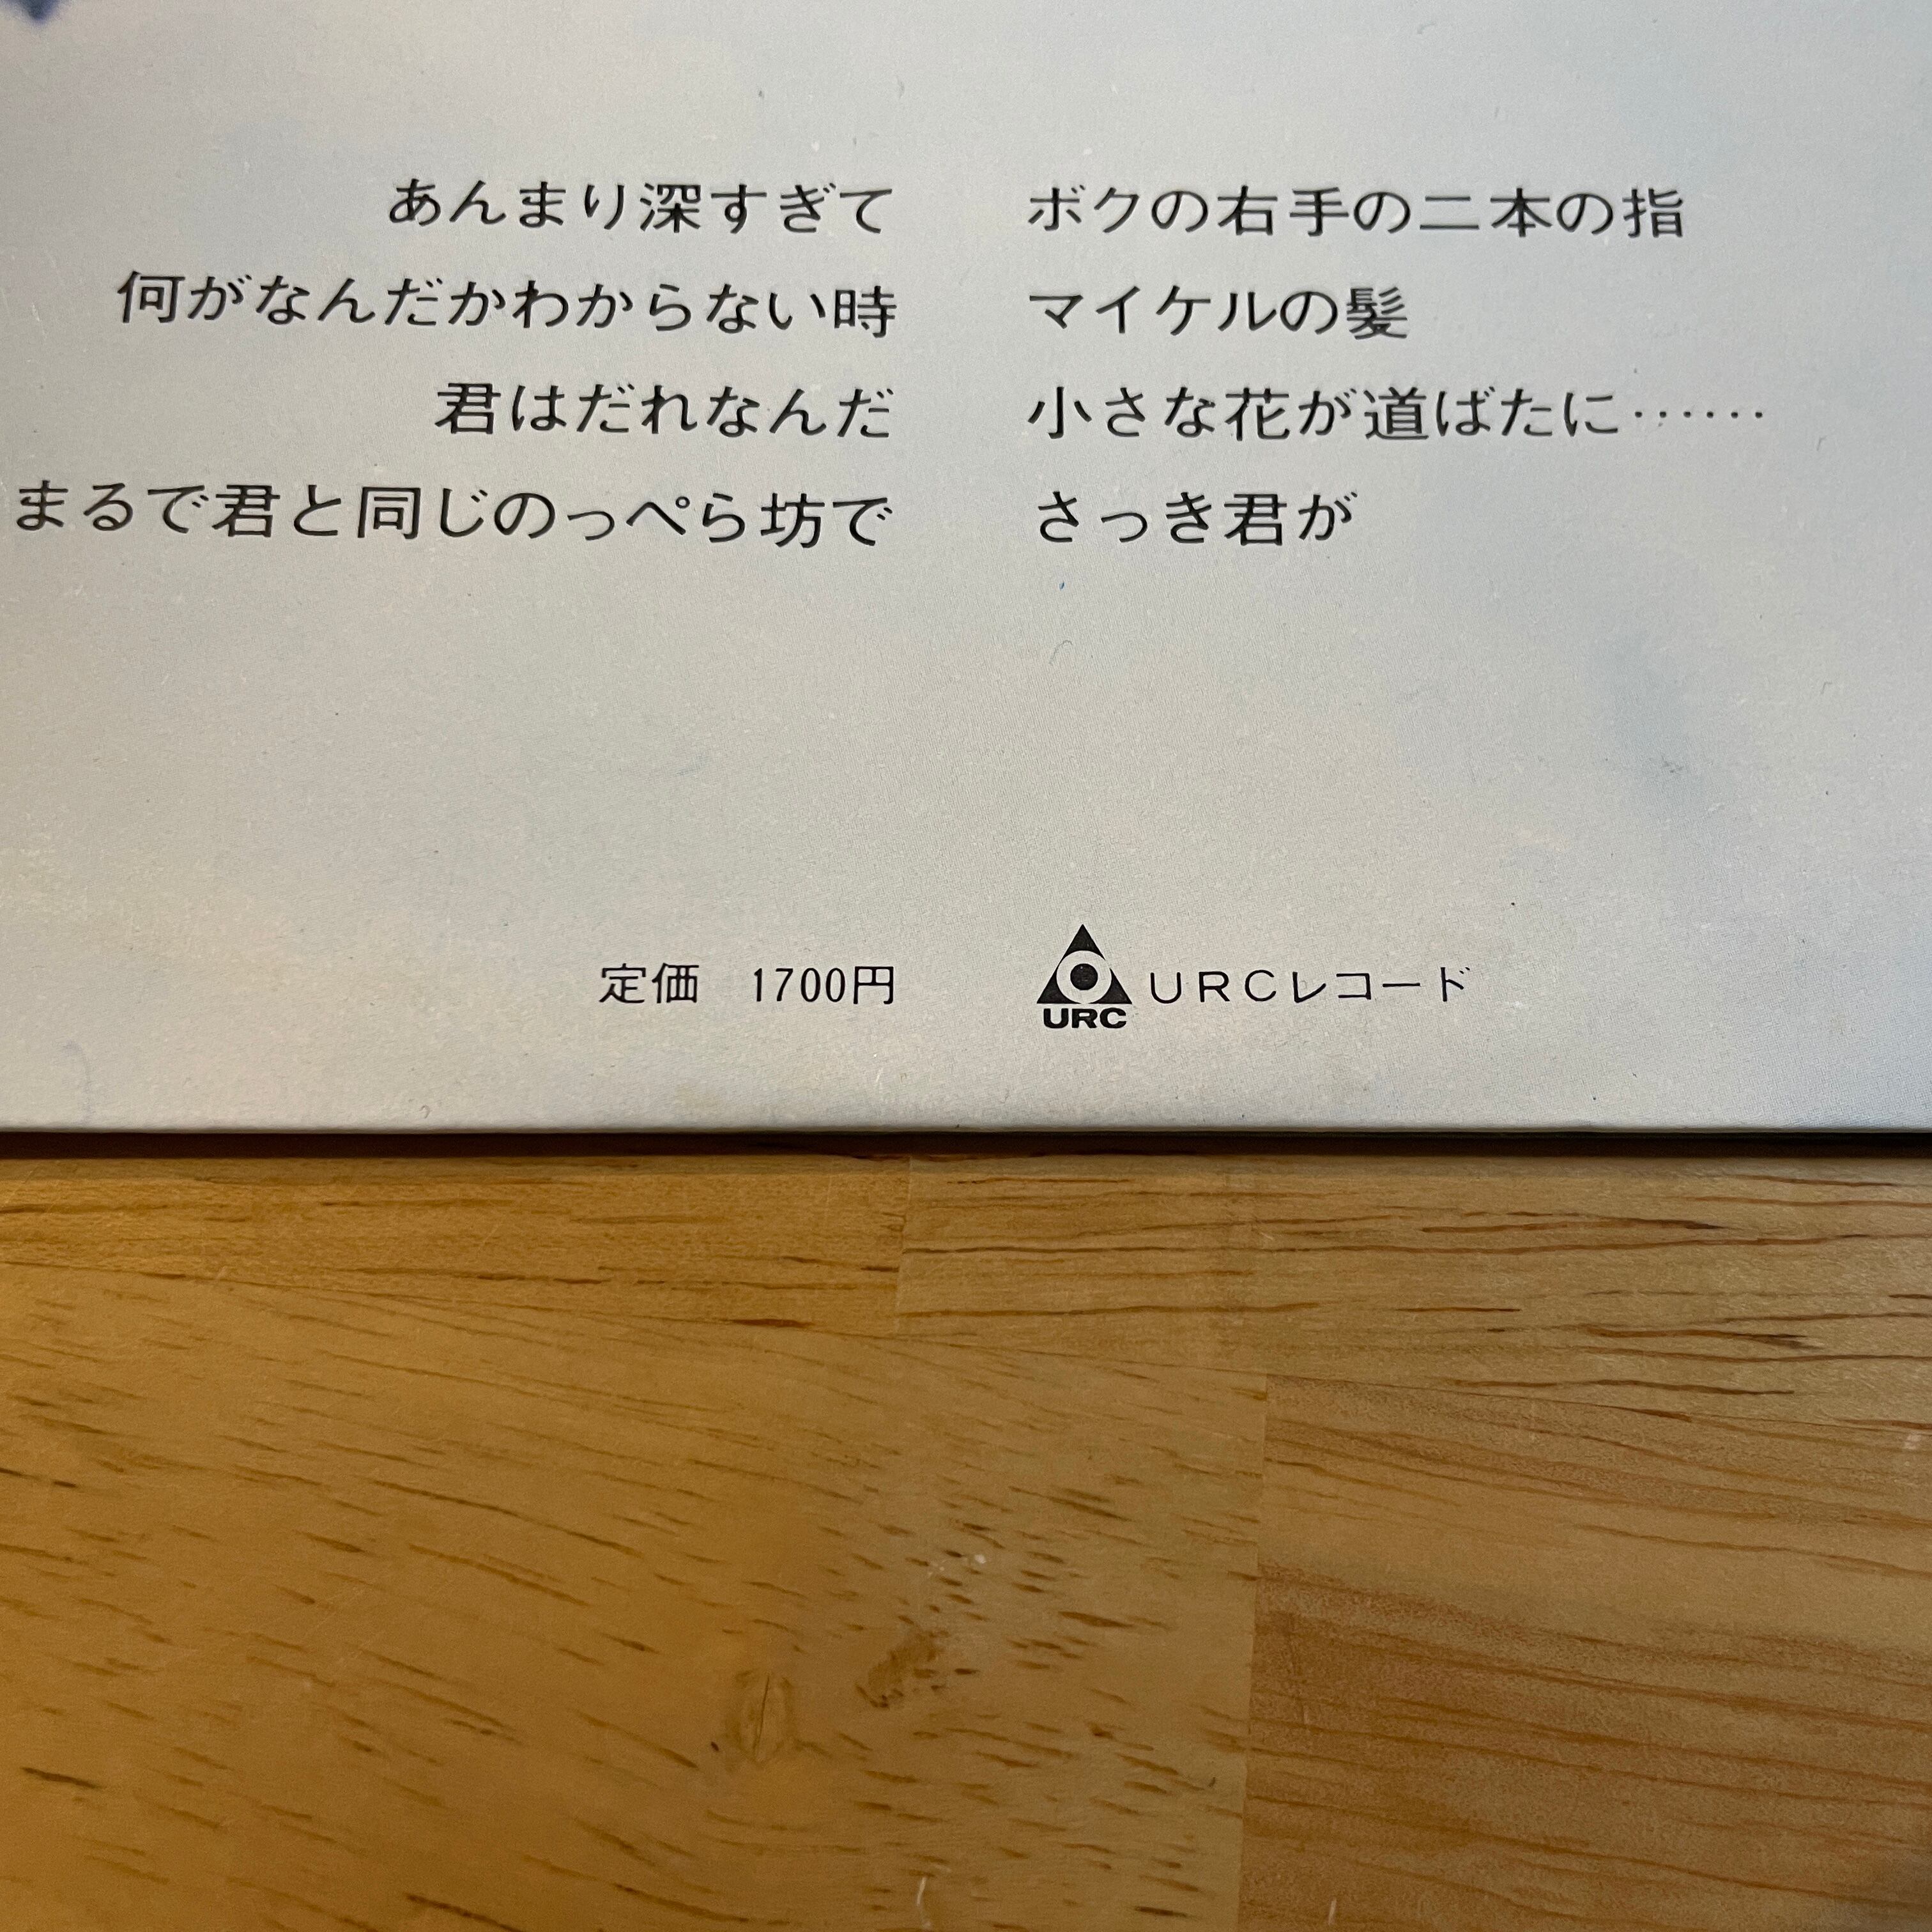 あんまり深すぎて
何がなんだかわからない時
君はだれなんだ
まるで君と同じのっぺら坊で
ボクの右手の二本の指
マイケルの髪
小さな花が道ばたに……
さっき君が
定価　1700円
URC
URCレコード